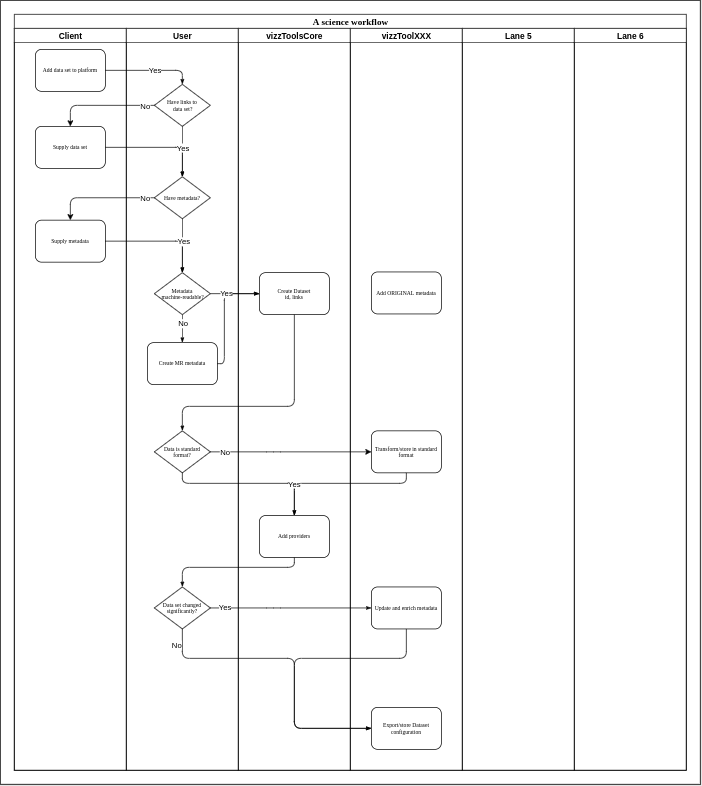 A science workflow
Client
User
vizzToolsCore
vizzToolXXX
Lane 5
Lane 6
Add data set to platform
Yes
Have links to
data set?
No
Supply data set
Yes
Have metadata?
No
Supply metadata
Yes
Metadata
machine-readable?
Yes
Create Dataset
id, links
Add ORIGINAL metadata
No
Create MR metadata
Data is standard
format?
No
Transform/store in standard
format
Yes
Add providers
Data set changed
significantly?
Yes
Update and enrich metadata
No
Export/store Dataset
configuration